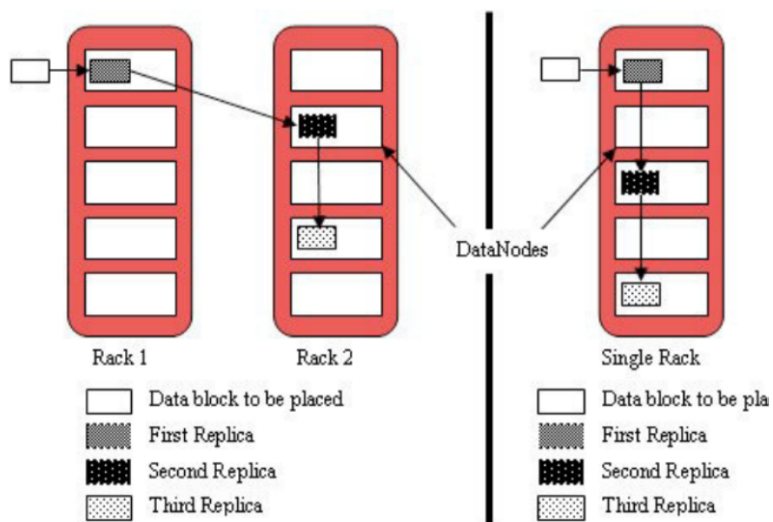 DataNodes
Rack 1
Rack 2
Data block to be placed
First Replica
Second Replica
Third Replica
Single Rack
Data block to be pla
First Replica
Second Replica
Third Replica